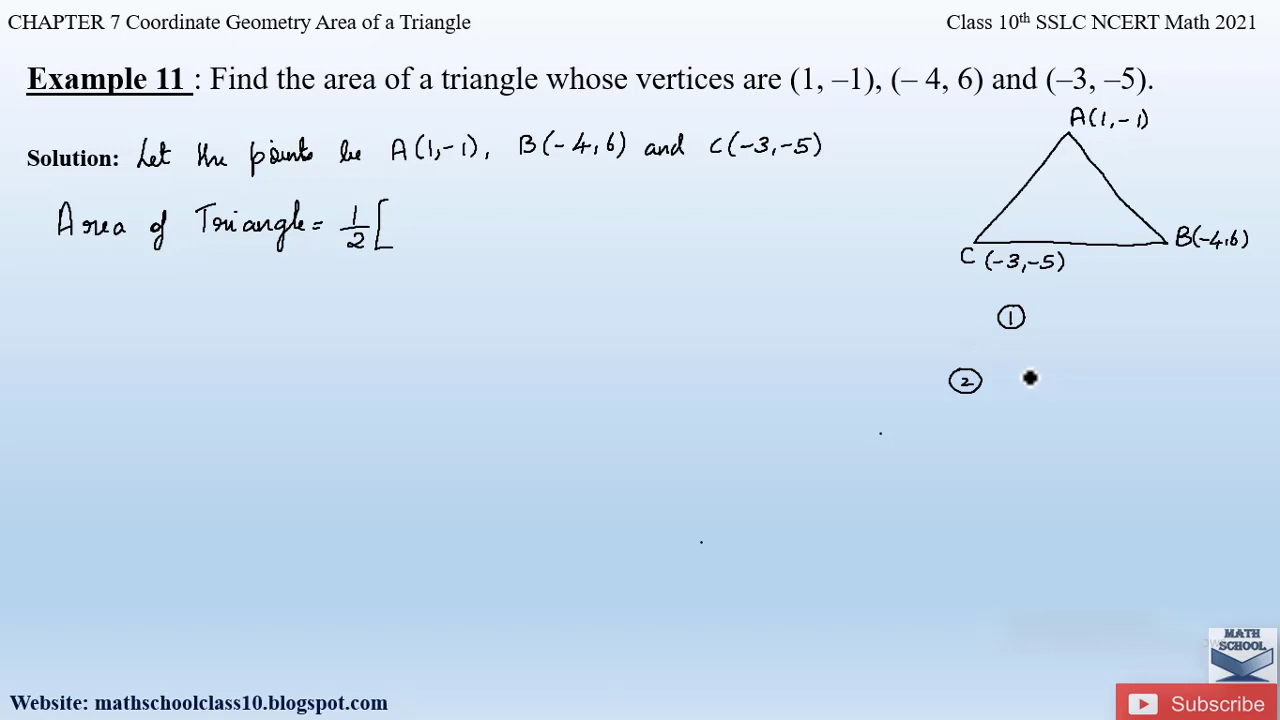 CHAPTER 7 Coordinate Geometry Area of a Triangle
Class 10th SSLC NCERT Math 2021
Example 11 : Find the area of a triangle whose vertices are (1, –1), (– 4, 6) and (–3, –5).
A(1,-1)
Solution: Let the points be A(1,-1), B(-4,6) and C(-3,-5)
Area of Triangle = 1/2 [
B(-4,6)
C (-3,-5)
1
2
MATH
SCHOOL
Website: mathschoolclass10.blogspot.com
Subscribe